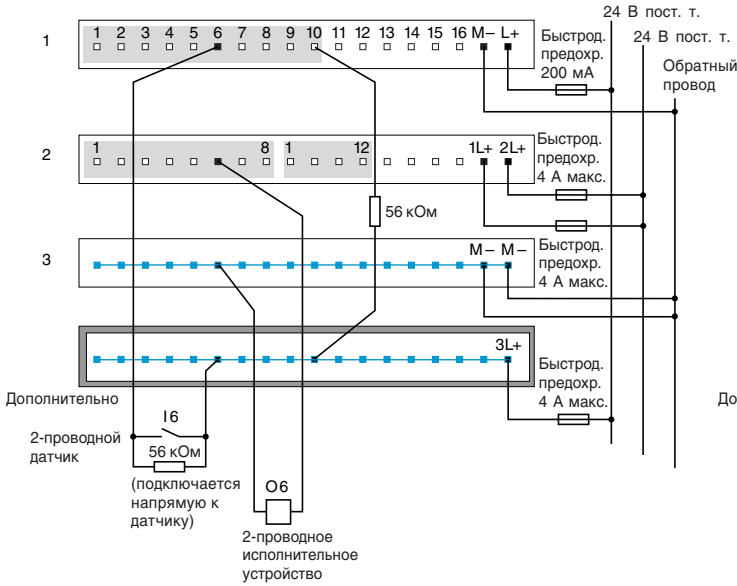 24 В пост. т.
24 В пост. т.
Обратный
провод
1
1 2 3 4 5 6 7 8 9 10 11 12 13 14 15 16 M– L+
Быстрод.
предохр.
200 мА
2
1 8 1 12 1L+ 2L+
Быстрод.
предохр.
4 А макс.
56 кОм
3
M – M –
Быстрод.
предохр.
4 А макс.
3L+
Быстрод.
предохр.
4 А макс.
Дополнительно
До
I6
2-проводной
датчик
56 кОм
(подключается
напрямую к
датчику)
O6
2-проводное
исполнительное
устройство